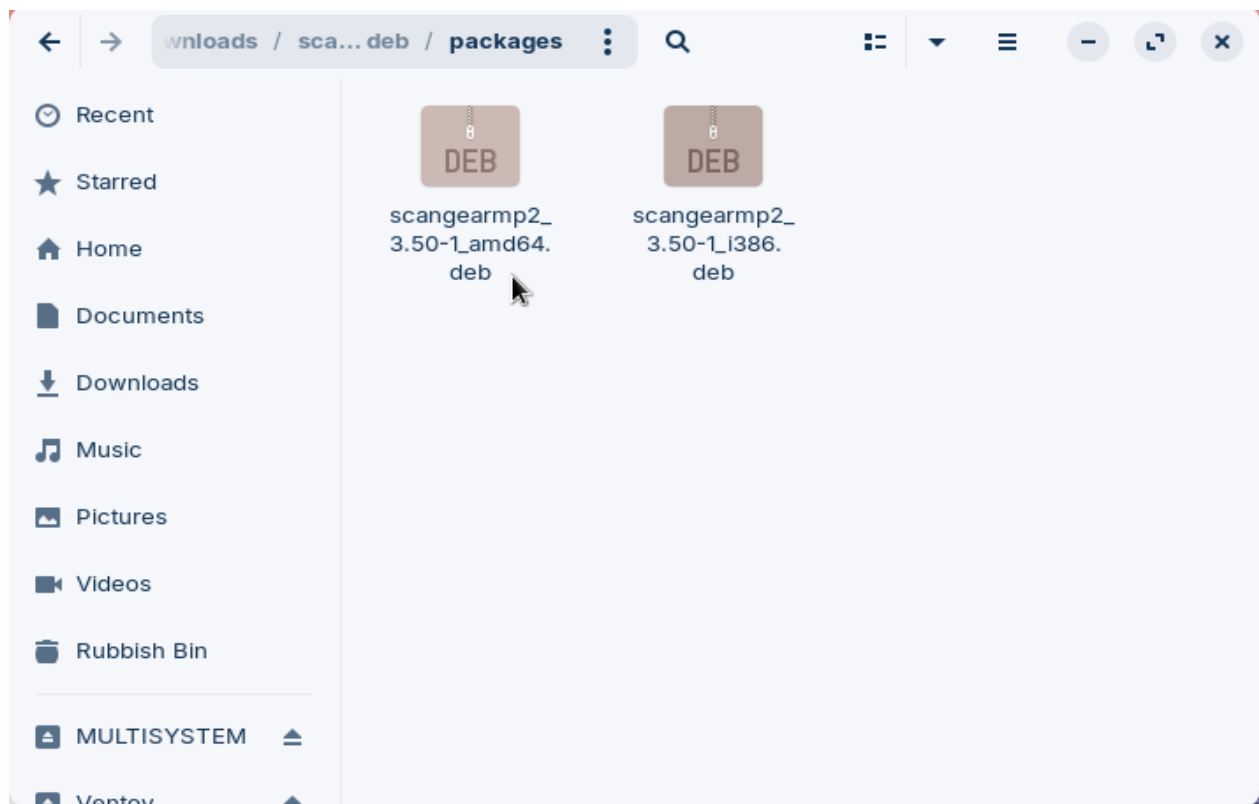 wnloads / sca... deb / packages
Recent
Starred
Home
Documents
Downloads
Music
Pictures
Videos
Rubbish Bin
MULTISYSTEM
Ventoy
DEB
scangearmp2_
3.50-1_amd64.
deb
DEB
scangearmp2_
3.50-1_i386.
deb